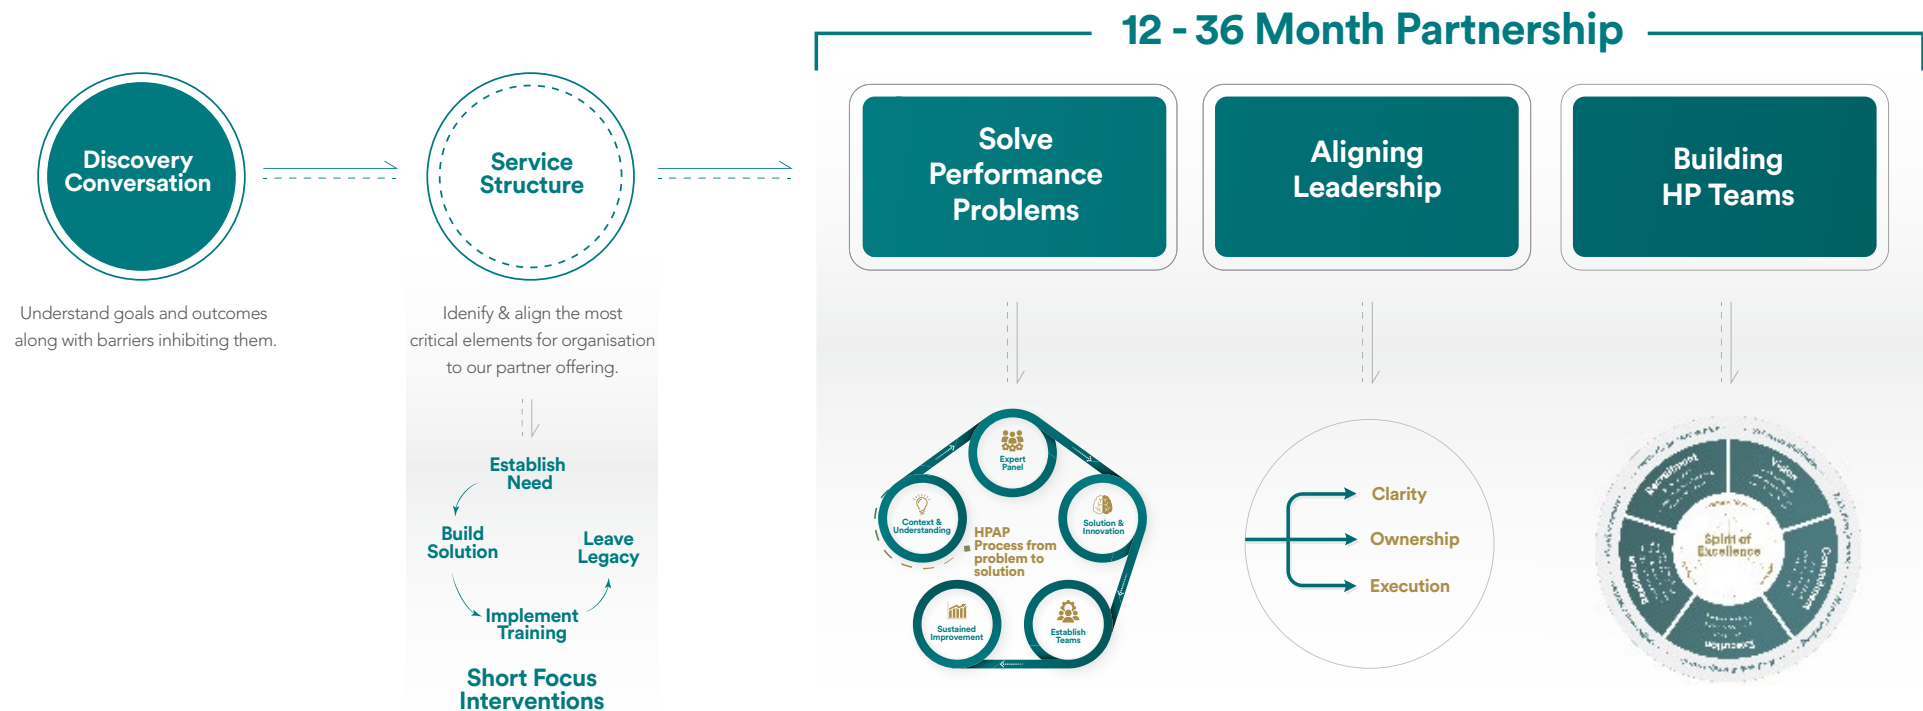 12 - 36 Month Partnership
Discovery
Conversation
Understand goals and outcomes
along with barriers inhibiting them.
Service
Structure
Idenify & align the most
critical elements for organisation
to our partner offering.
Establish
Need
Build
Solution
Implement
Training
Leave
Legacy
Short Focus
Interventions
Solve
Performance
Problems
Expert
Panel
Context &
Understanding
Solution &
Innovation
HPAP
Process from
problem to
solution
Sustained
Improvement
Establish
Teams
Aligning
Leadership
Clarity
Ownership
Execution
Building
HP Teams
Recruitment
Vision
Spirit of
Excellence
Execution